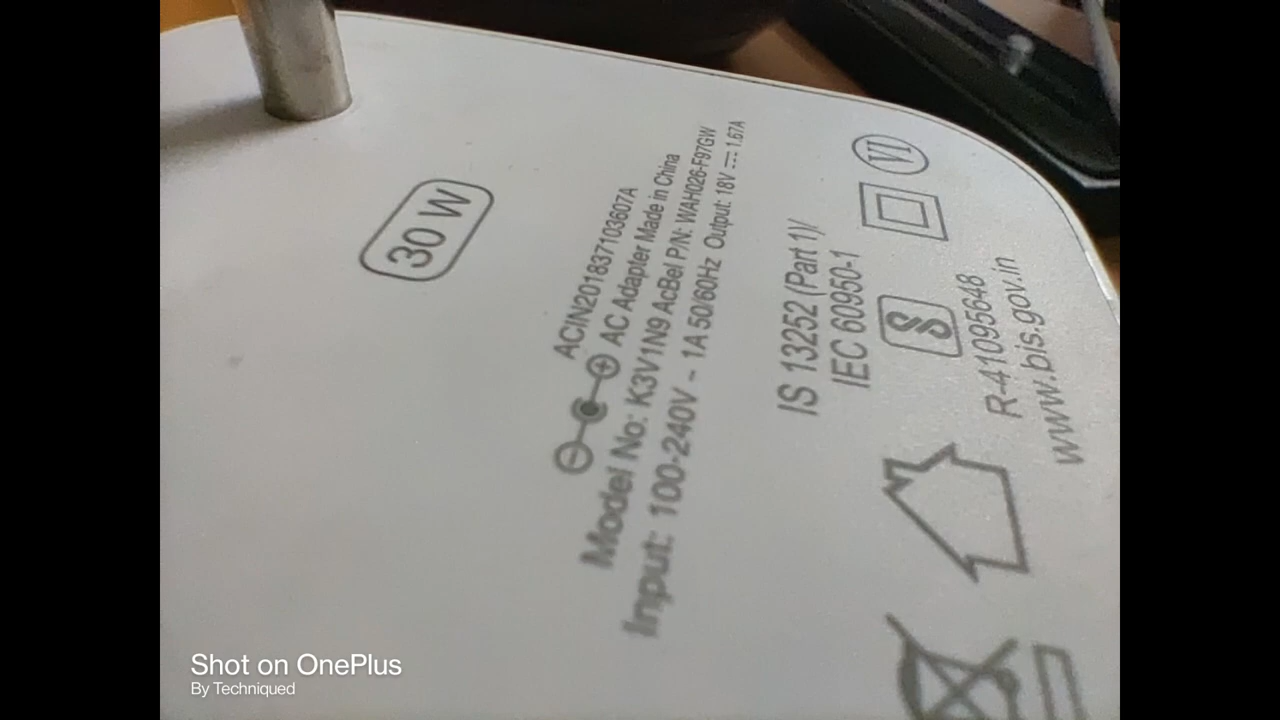 30 W
ACIN201837103607A
AC Adapter Made in China
Model No: K3V1N9 AcBel P/N: WAH026-F97GW
Input: 100-240V ~ 1A 50/60Hz Output: 18V ⎓ 1.67A
VI
IS 13252 (Part 1)/
IEC 60950-1
R-41095648
www.bis.gov.in
Shot on OnePlus
By Techniqued